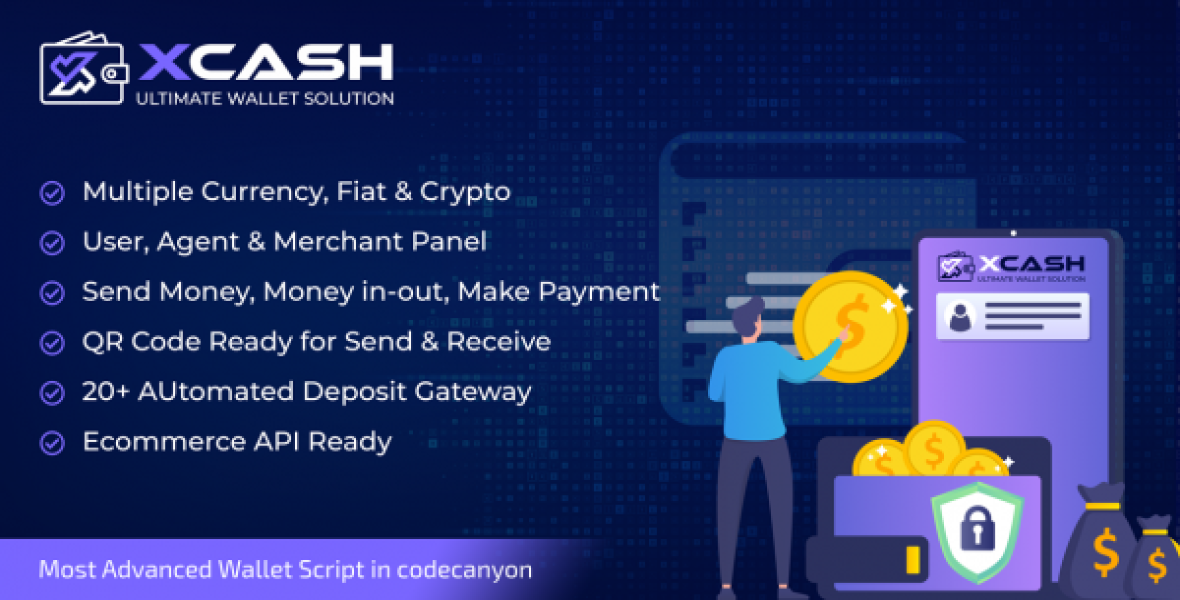 XCASH
ULTIMATE WALLET SOLUTION
Multiple Currency, Fiat & Crypto
User, Agent & Merchant Panel
Send Money, Money in-out, Make Payment
QR Code Ready for Send & Receive
20+ AUtomated Deposit Gateway
Ecommerce API Ready
XCASH
ULTIMATE WALLET SOLUTION
Most Advanced Wallet Script in codecanyon